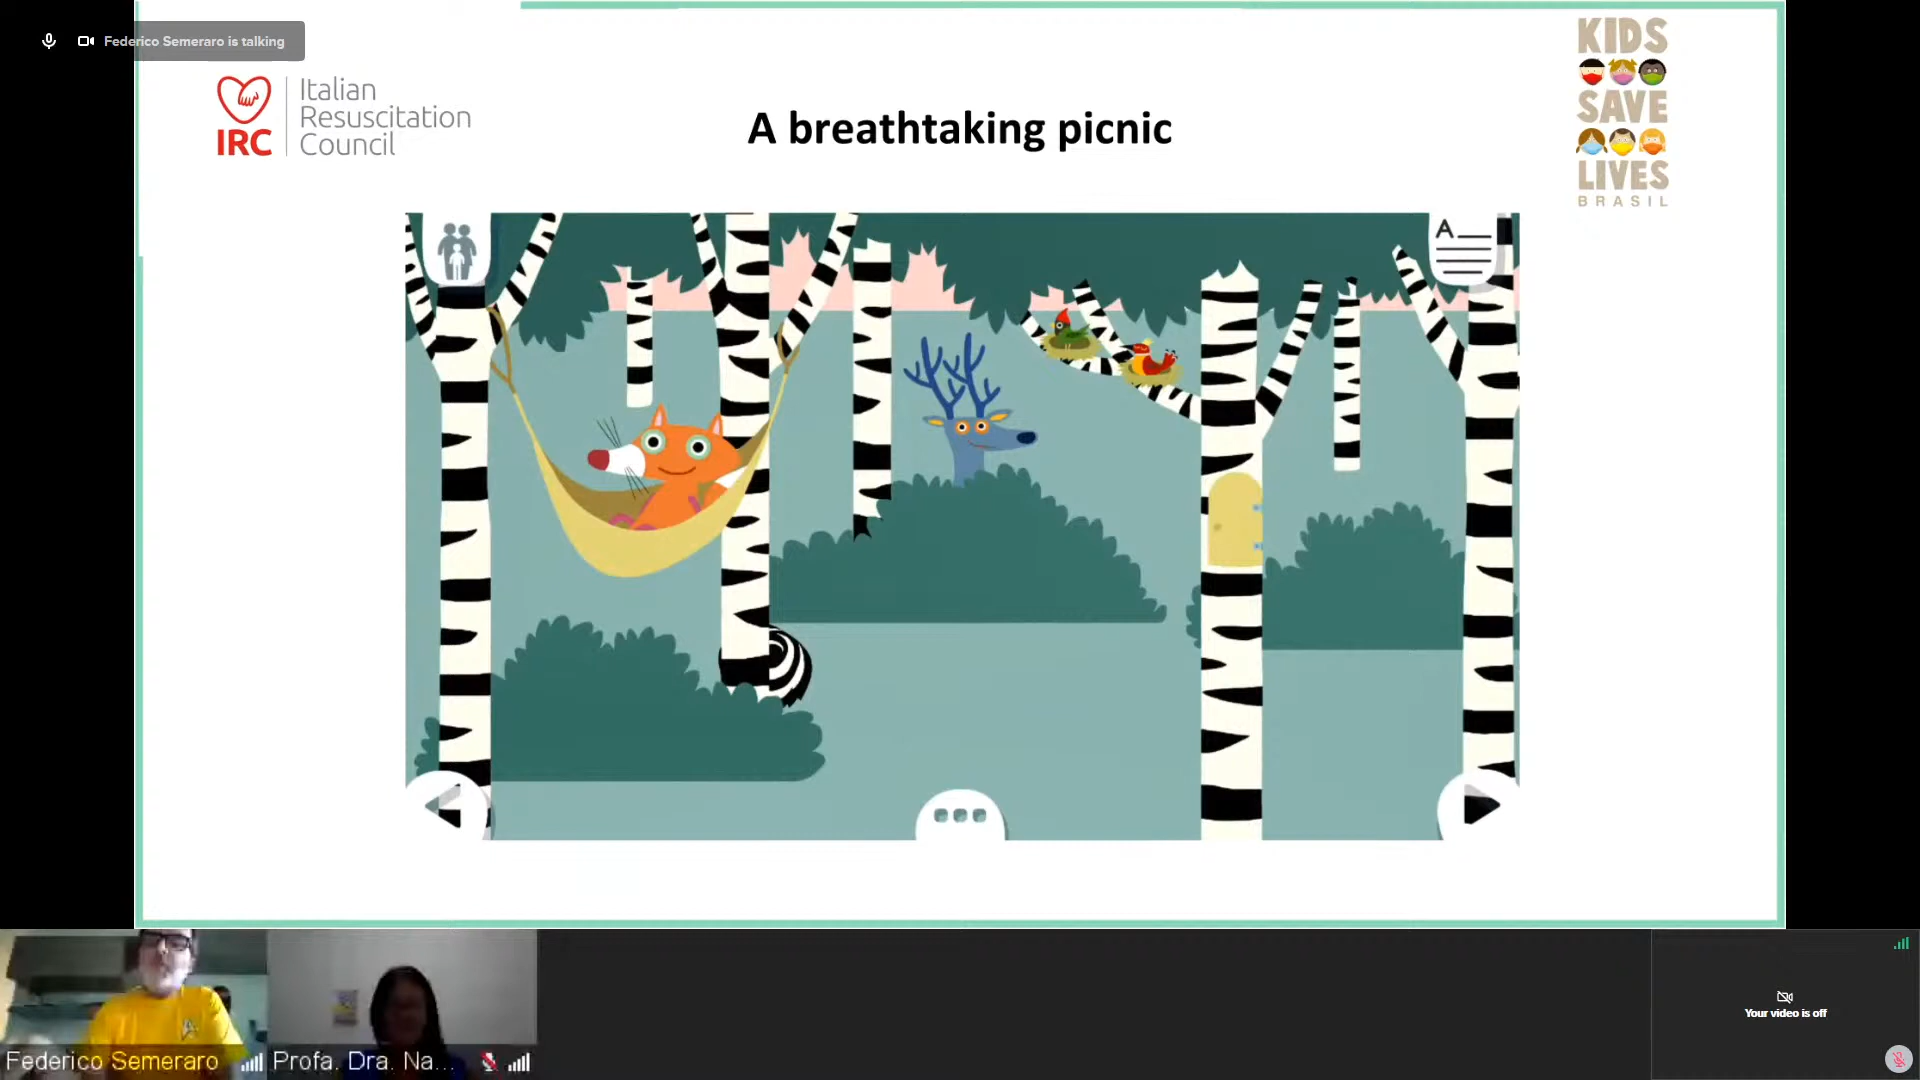 Federico Semeraro is talking
IRC
Italian
Resuscitation
Council
A breathtaking picnic
KIDS
SAVE
LIVES
BRASIL
A
Your video is off
Federico Semeraro
Profa. Dra. Na...